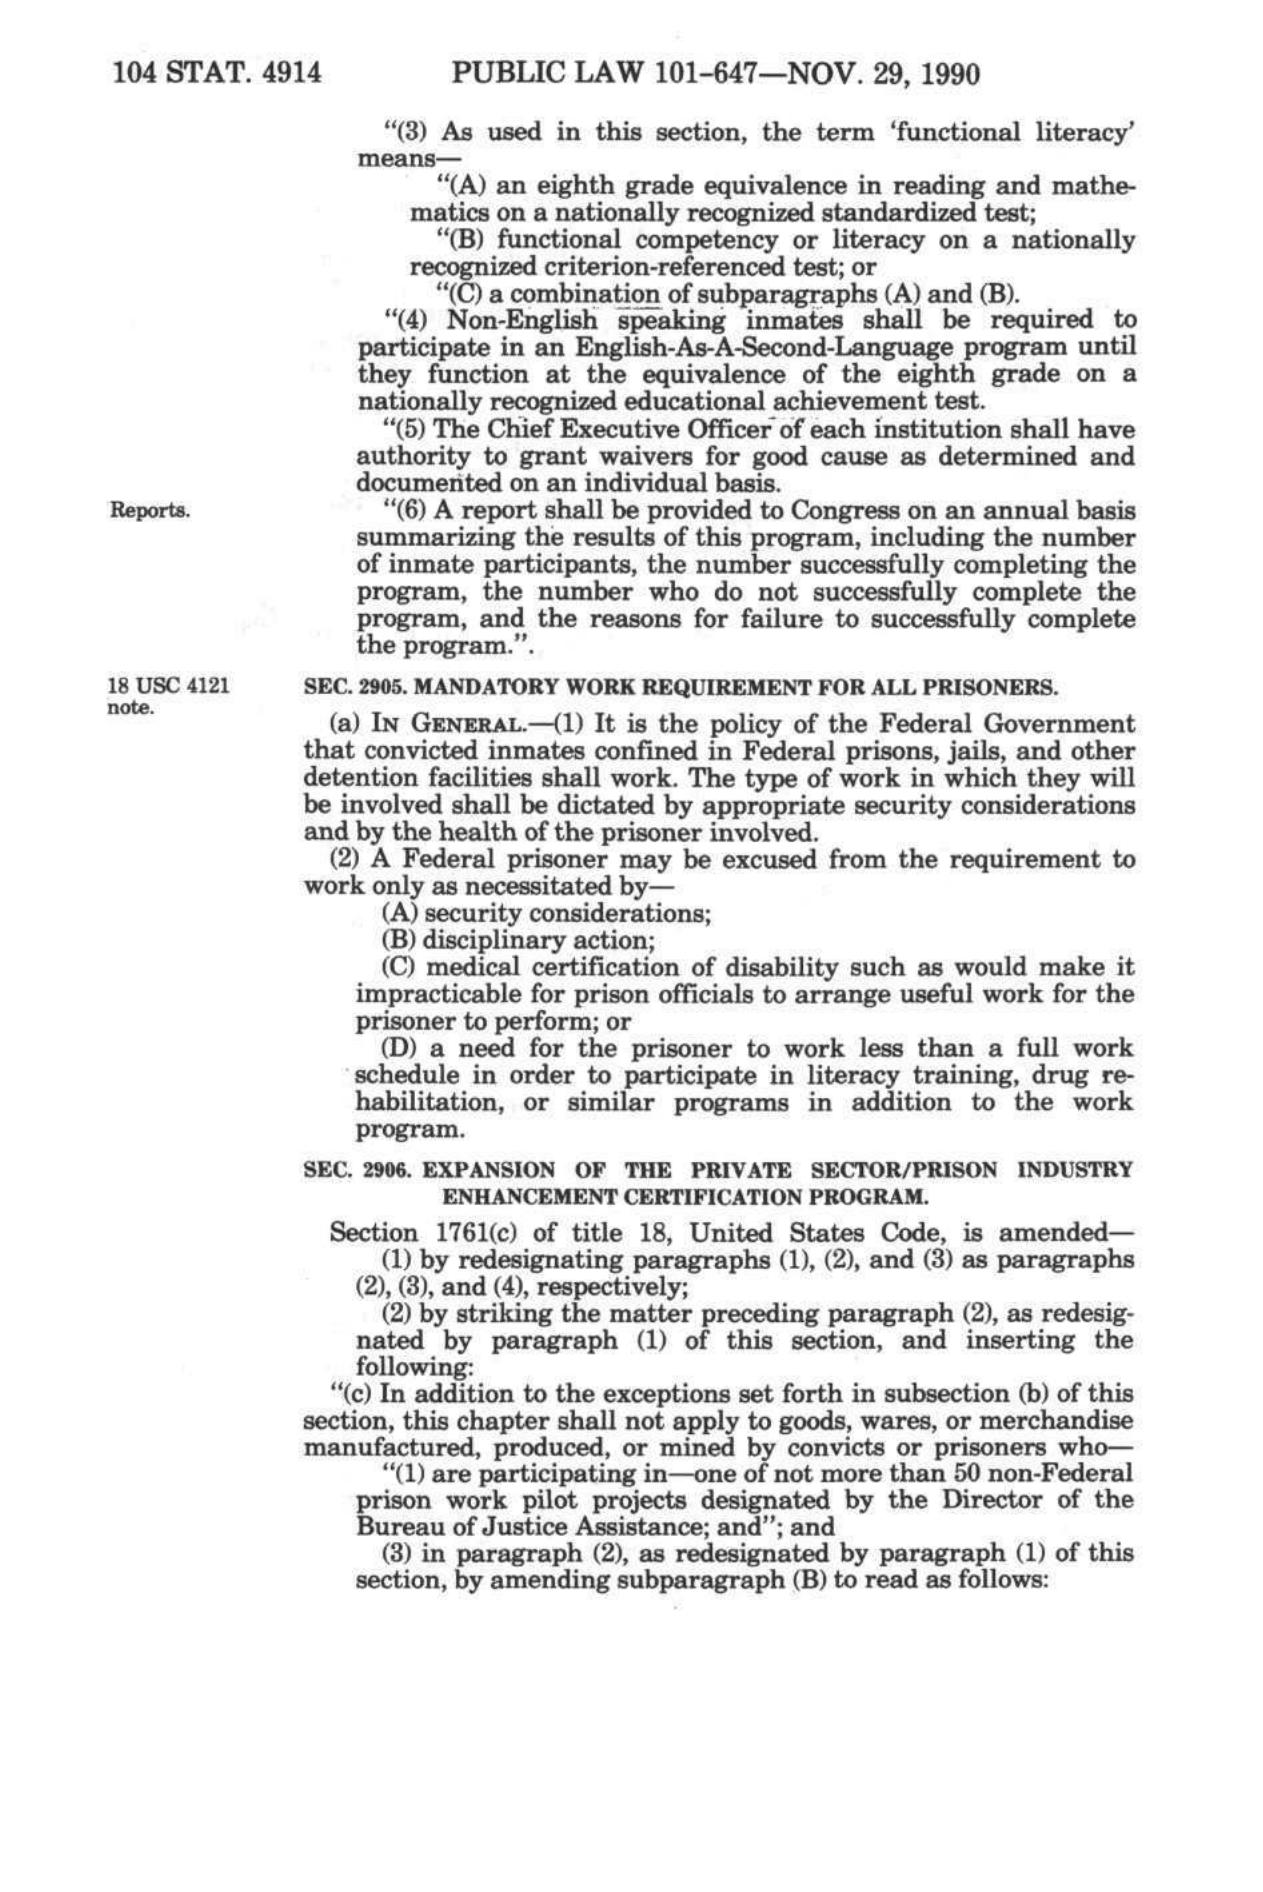 104 STAT. 4914 PUBLIC LAW 101-647—NOV. 29, 1990
"(3) As used in this section, the term 'functional literacy'
means—
"(A) an eighth grade equivalence in reading and mathe-
matics on a nationally recognized standardized test;
"(B) functional competency or literacy on a nationally
recognized criterion-referenced test; or
"(C) a combination of subparagraphs (A) and (B).
"(4) Non-English speaking inmates shall be required to
participate in an English-As-A-Second-Language program until
they function at the equivalence of the eighth grade on a
nationally recognized educational achievement test.
"(5) The Chief Executive Officer of each institution shall have
authority to grant waivers for good cause as determined and
documented on an individual basis.
Reports.
"(6) A report shall be provided to Congress on an annual basis
summarizing the results of this program, including the number
of inmate participants, the number successfully completing the
program, the number who do not successfully complete the
program, and the reasons for failure to successfully complete
the program.".
18 USC 4121
note.
SEC. 2905. MANDATORY WORK REQUIREMENT FOR ALL PRISONERS.
(a) IN GENERAL.—(1) It is the policy of the Federal Government
that convicted inmates confined in Federal prisons, jails, and other
detention facilities shall work. The type of work in which they will
be involved shall be dictated by appropriate security considerations
and by the health of the prisoner involved.
(2) A Federal prisoner may be excused from the requirement to
work only as necessitated by—
(A) security considerations;
(B) disciplinary action;
(C) medical certification of disability such as would make it
impracticable for prison officials to arrange useful work for the
prisoner to perform; or
(D) a need for the prisoner to work less than a full work
schedule in order to participate in literacy training, drug re-
habilitation, or similar programs in addition to the work
program.
SEC. 2906. EXPANSION OF THE PRIVATE SECTOR/PRISON INDUSTRY
ENHANCEMENT CERTIFICATION PROGRAM.
Section 1761(c) of title 18, United States Code, is amended—
(1) by redesignating paragraphs (1), (2), and (3) as paragraphs
(2), (3), and (4), respectively;
(2) by striking the matter preceding paragraph (2), as redesig-
nated by paragraph (1) of this section, and inserting the
following:
"(c) In addition to the exceptions set forth in subsection (b) of this
section, this chapter shall not apply to goods, wares, or merchandise
manufactured, produced, or mined by convicts or prisoners who—
"(1) are participating in—one of not more than 50 non-Federal
prison work pilot projects designated by the Director of the
Bureau of Justice Assistance; and"; and
(3) in paragraph (2), as redesignated by paragraph (1) of this
section, by amending subparagraph (B) to read as follows: